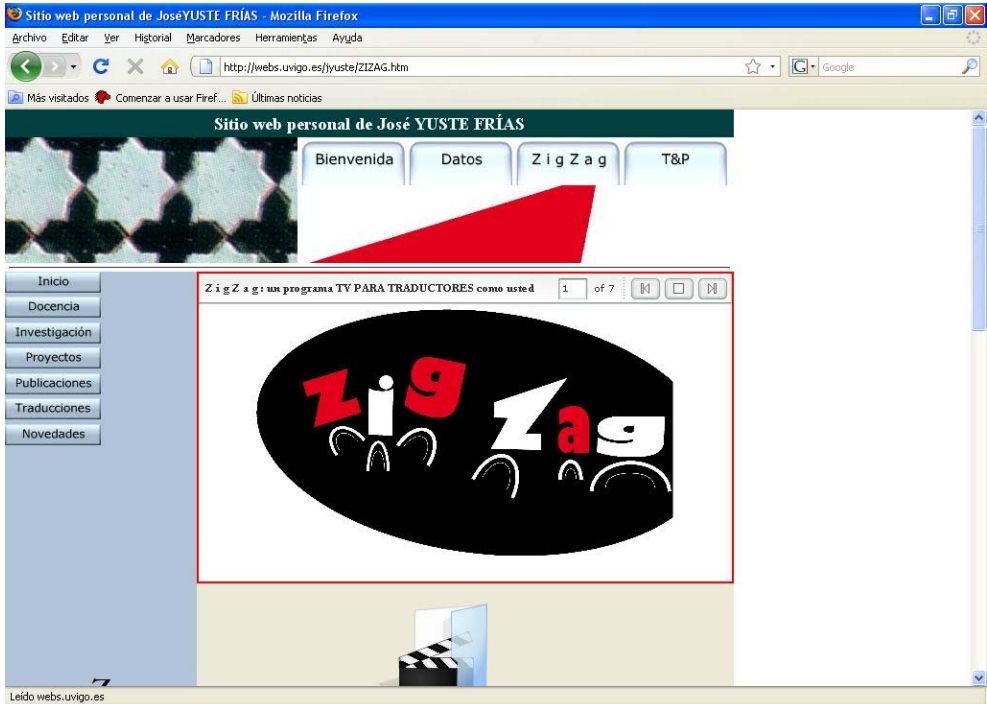 Sitio web personal de JoséYUSTE FRÍAS - Mozilla Firefox
Archivo Editar Ver Historial Marcadores Herramientas Ayuda
http://webs.uvigo.es/jyuste/ZIZAG.htm
G Google
Más visitados Comenzar a usar Firef... Últimas noticias
Sitio web personal de José YUSTE FRÍAS
Bienvenida Datos Z i g Z a g T&P
Inicio
Docencia
Investigación
Proyectos
Publicaciones
Traducciones
Novedades
Z i g Z a g: un programa TV PARA TRADUCTORES como usted 1 of 7
zig Zag
Leído webs.uvigo.es